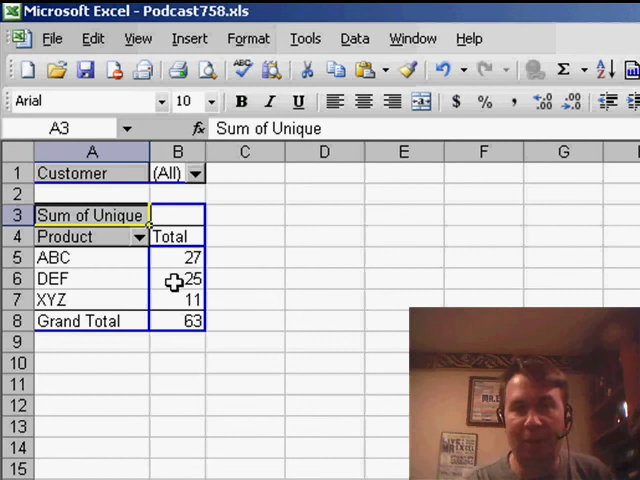 Microsoft Excel - Podcast758.xls
File Edit View Insert Format Tools Data Window Help
Arial 10 B I U $ % ,
A3 fx Sum of Unique
A B C D E F G
1 Customer (All)
2
3 Sum of Unique
4 Product Total
5 ABC 27
6 DEF 25
7 XYZ 11
8 Grand Total 63
9
10
11
12
13
14
15